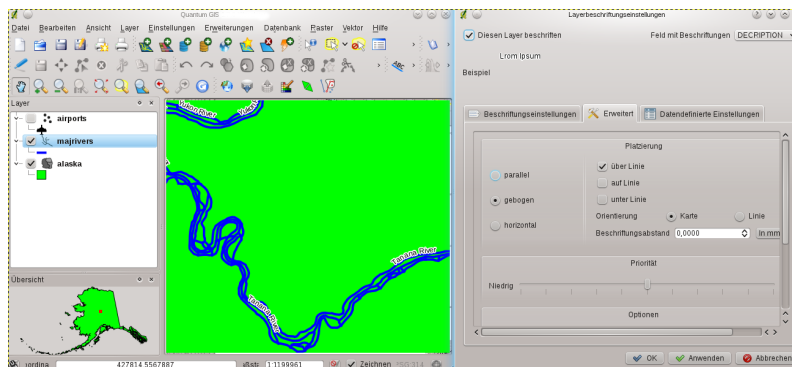 Quantum GIS
Datei Bearbeiten Ansicht Layer Einstellungen Erweiterungen Datenbank Raster Vektor Hilfe
Layer
airports
majrivers
alaska
Übersicht
Yukon River
Tanana River
Tanana River
427814,5567887
1:1199961
Zeichnen
Layerbeschriftungseinstellungen
Diesen Layer beschriften
Feld mit Beschriftungen DECRIPTION
Lrom Ipsum
Beispiel
Beschriftungseinstellungen Erweitert Datendefinierte Einstellungen
Platzierung
parallel
gebogen
horizontal
über Linie
auf Linie
unter Linie
Orientierung Karte Linie
Beschriftungsabstand 0,0000 In mm
Priorität
Niedrig
Optionen
OK Anwenden Abbrechen